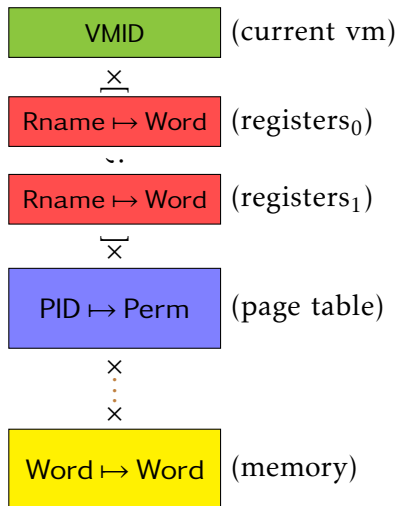 VMID (current vm)
× [
Rname ↦ Word (registers₀)
;
Rname ↦ Word (registers₁)
] ×
PID ↦ Perm (page table)
×
......
×
Word ↦ Word (memory)